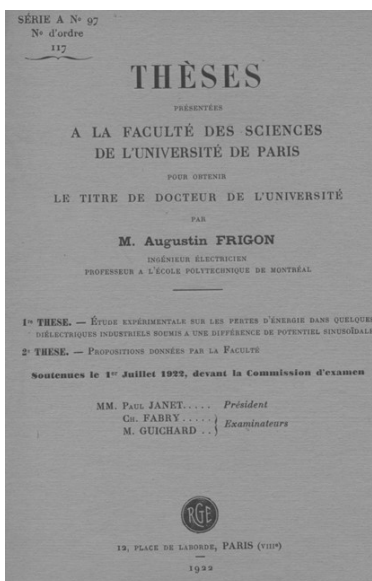 SÉRIE A Nº 97
Nº d'ordre
117
THÈSES
PRÉSENTÉES
A LA FACULTÉ DES SCIENCES
DE L'UNIVERSITÉ DE PARIS
POUR OBTENIR
LE TITRE DE DOCTEUR DE L'UNIVERSITÉ
PAR
M. Augustin FRIGON
INGÉNIEUR ÉLECTRICIEN
PROFESSEUR A L'ÉCOLE POLYTECHNIQUE DE MONTRÉAL
1re THESE. — ÉTUDE EXPÉRIMENTALE SUR LES PERTES D'ÉNERGIE DANS QUELQUES
DIÉLECTRIQUES INDUSTRIELS SOUMIS A UNE DIFFÉRENCE DE POTENTIEL SINUSOÏDALE
2e THESE. — PROPOSITIONS DONNÉES PAR LA FACULTÉ
Soutenues le 1er Juillet 1922, devant la Commission d'examen
MM. PAUL JANET..... Président
CH. FABRY..... } Examinateurs
M. GUICHARD .. }
RGE
12, PLACE DE LABORDE, PARIS (VIIIe)
1922